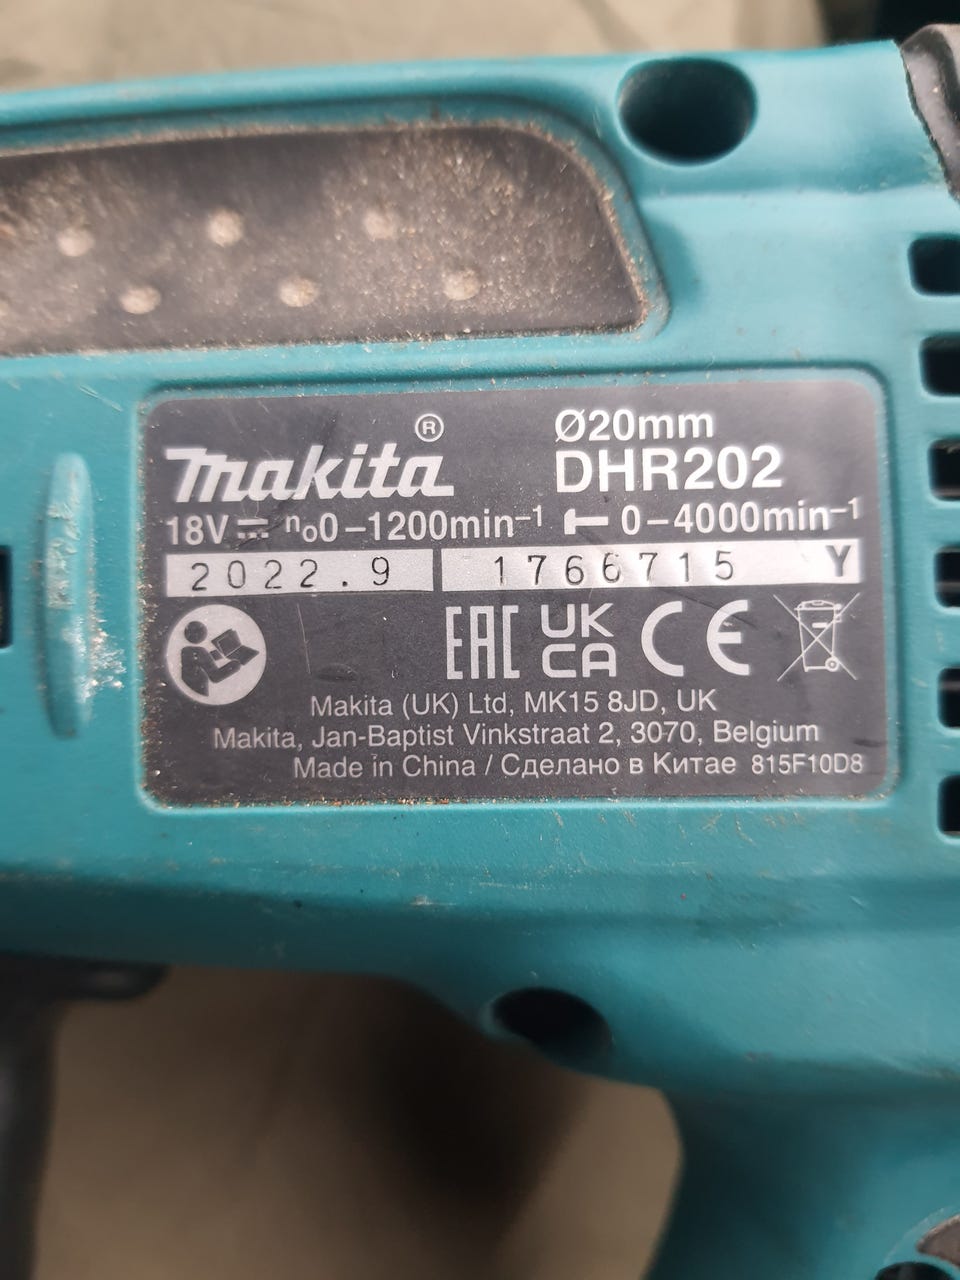 makita®
Ø20mm
DHR202
18V ⎓ n₀0–1200min⁻¹ 0–4000min⁻¹
2022.9 1766715 Y
EAC UK CA CE
Makita (UK) Ltd, MK15 8JD, UK
Makita, Jan-Baptist Vinkstraat 2, 3070, Belgium
Made in China / Сделано в Китае 815F10D8